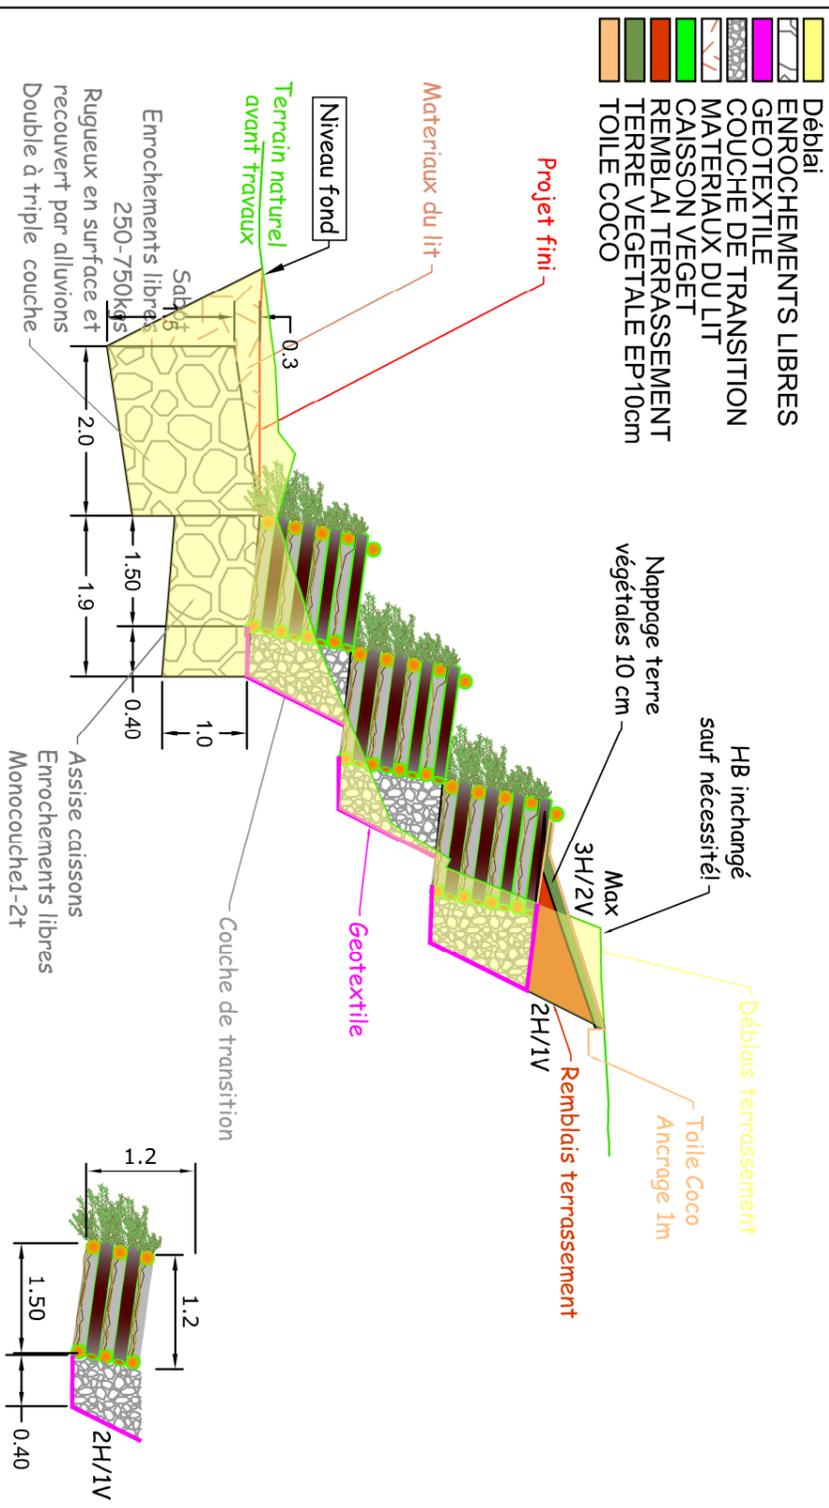 Déblai
ENROCHEMENTS LIBRES
GEOTEXTILE
COUCHE DE TRANSITION
MATERIAUX DU LIT
CAISSON VEGET
REMBLAI TERRASSEMENT
TERRE VEGETALE EP10cm
TOILE COCO
HB inchangé
sauf nécessité!
Déblais terrassement
Nappage terre
végétales 10 cm
Max
3H/2V
Toile Coco
Ancrage 1m
Projet fini
Remblais terrassement
2H/1V
Materiaux du lit
Niveau fond
Geotextile
Terrain naturel
avant travaux
0.3
Couche de transition
Sabot
Enrochements libres
250-750kgs
Rugueux en surface et
recouvert par alluvions
Double à triple couche
1.5
1.0
2.0
1.50
0.40
1.9
Assise caissons
Enrochements libres
Monocouche1-2t
1.2
1.2
1.50
0.40
2H/1V